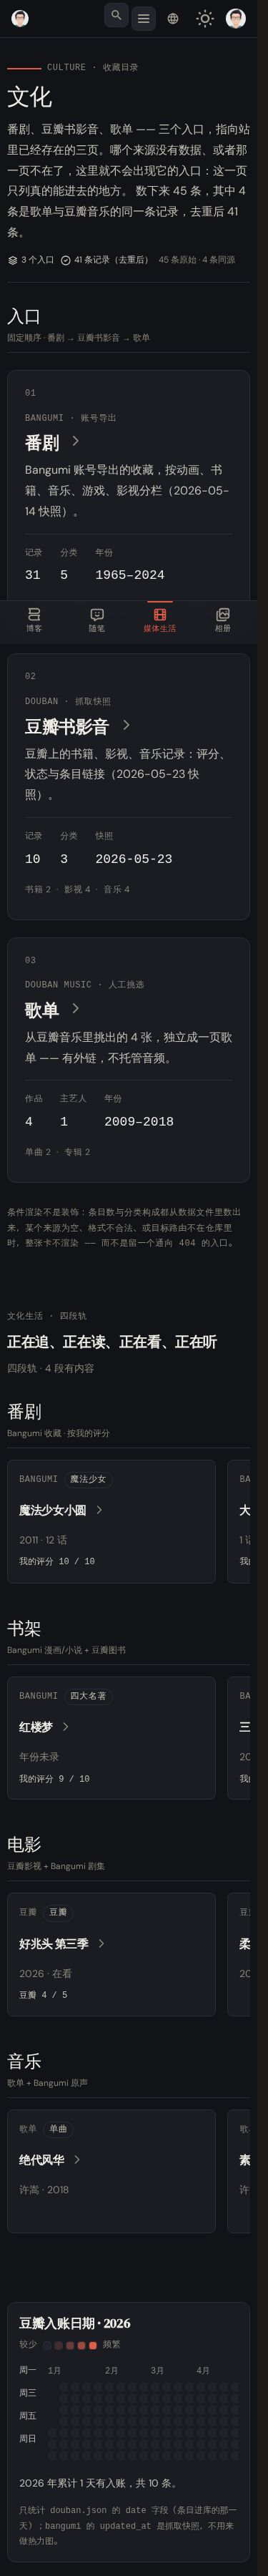 CULTURE · 收藏目录
文化
番剧、豆瓣书影音、歌单 —— 三个入口，指向站
里已经存在的三页。哪个来源没有数据、或者那
一页不在了，这里就不会出现它的入口：这一页
只列真的能进去的地方。 数下来 45 条，其中 4
条是歌单与豆瓣音乐的同一条记录，去重后 41
条。
3 个入口 41 条记录（去重后） 45 条原始 · 4 条同源
入口
固定顺序 · 番剧 → 豆瓣书影音 → 歌单
01
BANGUMI · 账号导出
番剧
Bangumi 账号导出的收藏，按动画、书
籍、音乐、游戏、影视分栏（2026-05-
14 快照）。
记录 分类 年份
31 5 1965–2024
博客 随笔 媒体生活 相册
02
DOUBAN · 抓取快照
豆瓣书影音
豆瓣上的书籍、影视、音乐记录：评分、
状态与条目链接（2026-05-23 快
照）。
记录 分类 快照
10 3 2026-05-23
书籍 2 · 影视 4 · 音乐 4
03
DOUBAN MUSIC · 人工挑选
歌单
从豆瓣音乐里挑出的 4 张，独立成一页歌
单 —— 有外链，不托管音频。
作品 主艺人 年份
4 1 2009–2018
单曲 2 · 专辑 2
条件渲染不是装饰：条目数与分类构成都从数据文件里数出
来，某个来源为空、格式不合法、或目标路由不在仓库里
时，整张卡不渲染 —— 而不是留一个通向 404 的入口。
文化生活 · 四段轨
正在追、正在读、正在看、正在听
四段轨 · 4 段有内容
番剧
Bangumi 收藏 · 按我的评分
BANGUMI 魔法少女 BA
魔法少女小圆 大
2011 · 12 话 1 话
我的评分 10 / 10 我的
书架
Bangumi 漫画/小说 + 豆瓣图书
BANGUMI 四大名著 BA
红楼梦 三
年份未录 20
我的评分 9 / 10 我的
电影
豆瓣影视 + Bangumi 剧集
豆瓣 豆瓣 豆
好兆头 第三季 柔
2026 · 在看 20
豆瓣 4 / 5
音乐
歌单 + Bangumi 原声
歌单 单曲 歌
绝代风华 素
许嵩 · 2018 许
豆瓣入账日期 · 2026
较少 频繁
周一 1月 2月 3月 4月
周三
周五
周日
2026 年累计 1 天有入账，共 10 条。
只统计 douban.json 的 date 字段（条目进库的那一
天）；bangumi 的 updated_at 是抓取快照，不用来
做热力图。